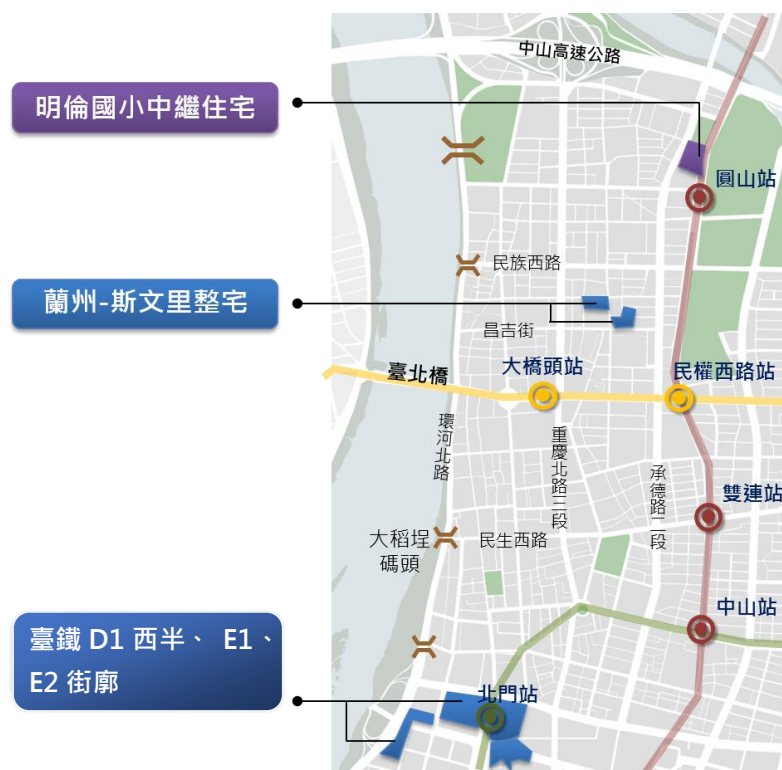 中山高速公路
明倫國小中繼住宅
圓山站
民族西路
蘭州-斯文里整宅
昌吉街
大橋頭站
民權西路站
臺北橋
環河北路
重慶北路三段
承德路二段
雙連站
大稻埕
碼頭
民生西路
中山站
臺鐵 D1 西半、 E1、
E2 街廓
北門站